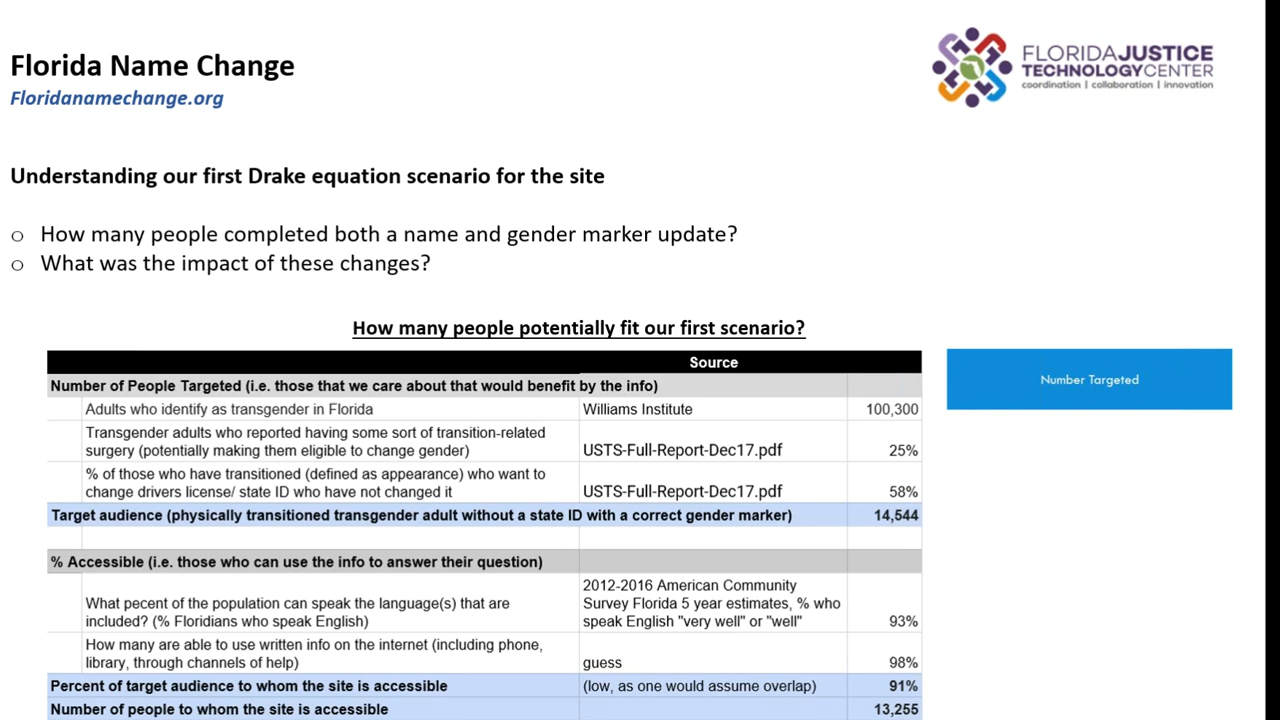 Florida Name Change
Floridanamechange.org
FLORIDAJUSTICE
TECHNOLOGYCENTER
coordination | collaboration | innovation
Understanding our first Drake equation scenario for the site
o How many people completed both a name and gender marker update?
o What was the impact of these changes?
How many people potentially fit our first scenario?
Source
Number of People Targeted (i.e. those that we care about that would benefit by the info)
Adults who identify as transgender in Florida Williams Institute 100,300
Transgender adults who reported having some sort of transition-related
surgery (potentially making them eligible to change gender) USTS-Full-Report-Dec17.pdf 25%
% of those who have transitioned (defined as appearance) who want to
change drivers license/ state ID who have not changed it USTS-Full-Report-Dec17.pdf 58%
Target audience (physically transitioned transgender adult without a state ID with a correct gender marker) 14,544
% Accessible (i.e. those who can use the info to answer their question)
2012-2016 American Community
What pecent of the population can speak the language(s) that are Survey Florida 5 year estimates, % who
included? (% Floridians who speak English) speak English "very well" or "well" 93%
How many are able to use written info on the internet (including phone,
library, through channels of help) guess 98%
Percent of target audience to whom the site is accessible (low, as one would assume overlap) 91%
Number of people to whom the site is accessible 13,255
Number Targeted